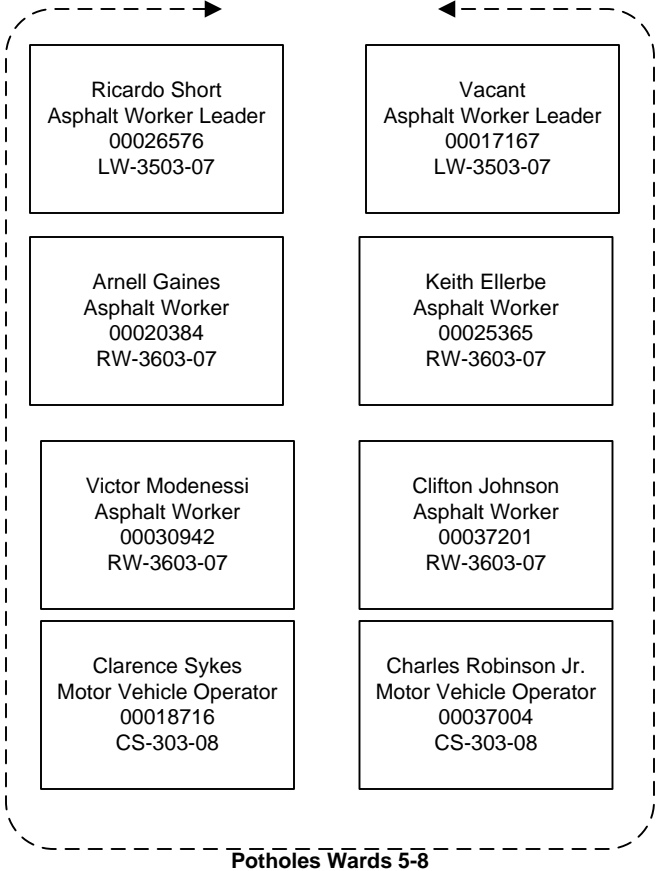 Ricardo Short
Asphalt Worker Leader
00026576
LW-3503-07
Vacant
Asphalt Worker Leader
00017167
LW-3503-07
Arnell Gaines
Asphalt Worker
00020384
RW-3603-07
Keith Ellerbe
Asphalt Worker
00025365
RW-3603-07
Victor Modenessi
Asphalt Worker
00030942
RW-3603-07
Clifton Johnson
Asphalt Worker
00037201
RW-3603-07
Clarence Sykes
Motor Vehicle Operator
00018716
CS-303-08
Charles Robinson Jr.
Motor Vehicle Operator
00037004
CS-303-08
Potholes Wards 5-8